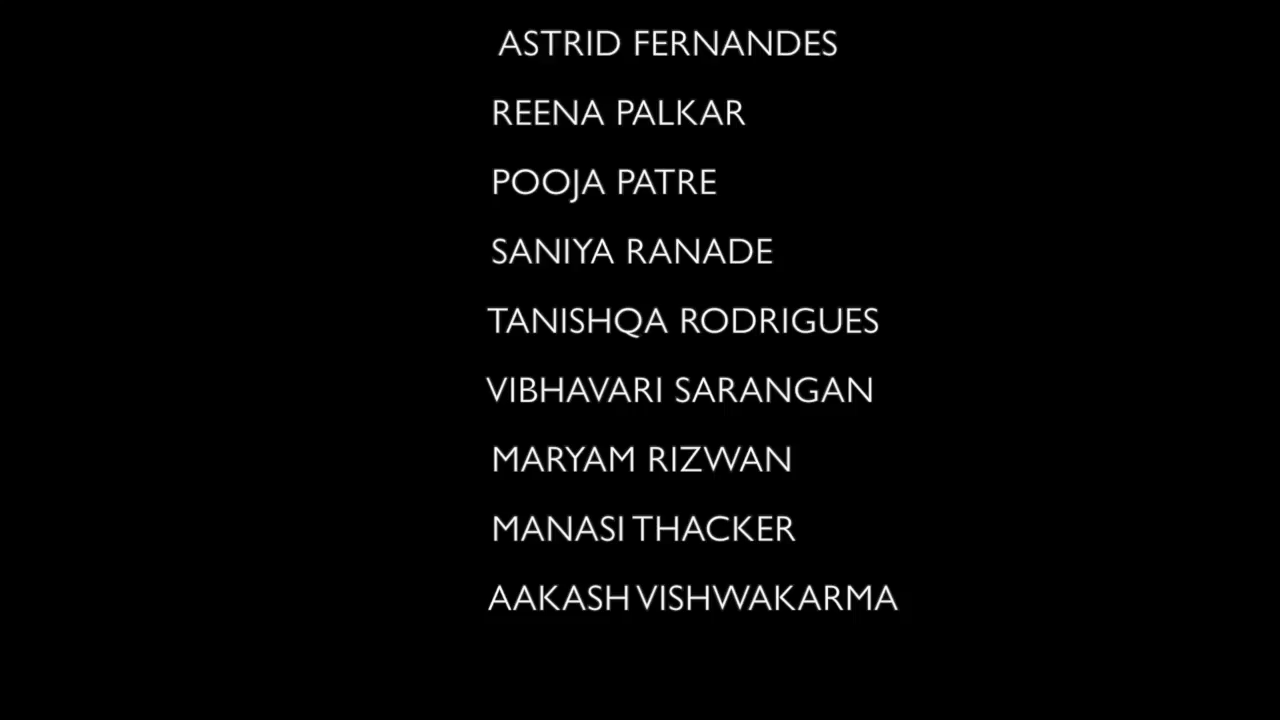 ASTRID FERNANDES
REENA PALKAR
POOJA PATRE
SANIYA RANADE
TANISHQA RODRIGUES
VIBHAVARI SARANGAN
MARYAM RIZWAN
MANASI THACKER
AAKASH VISHWAKARMA